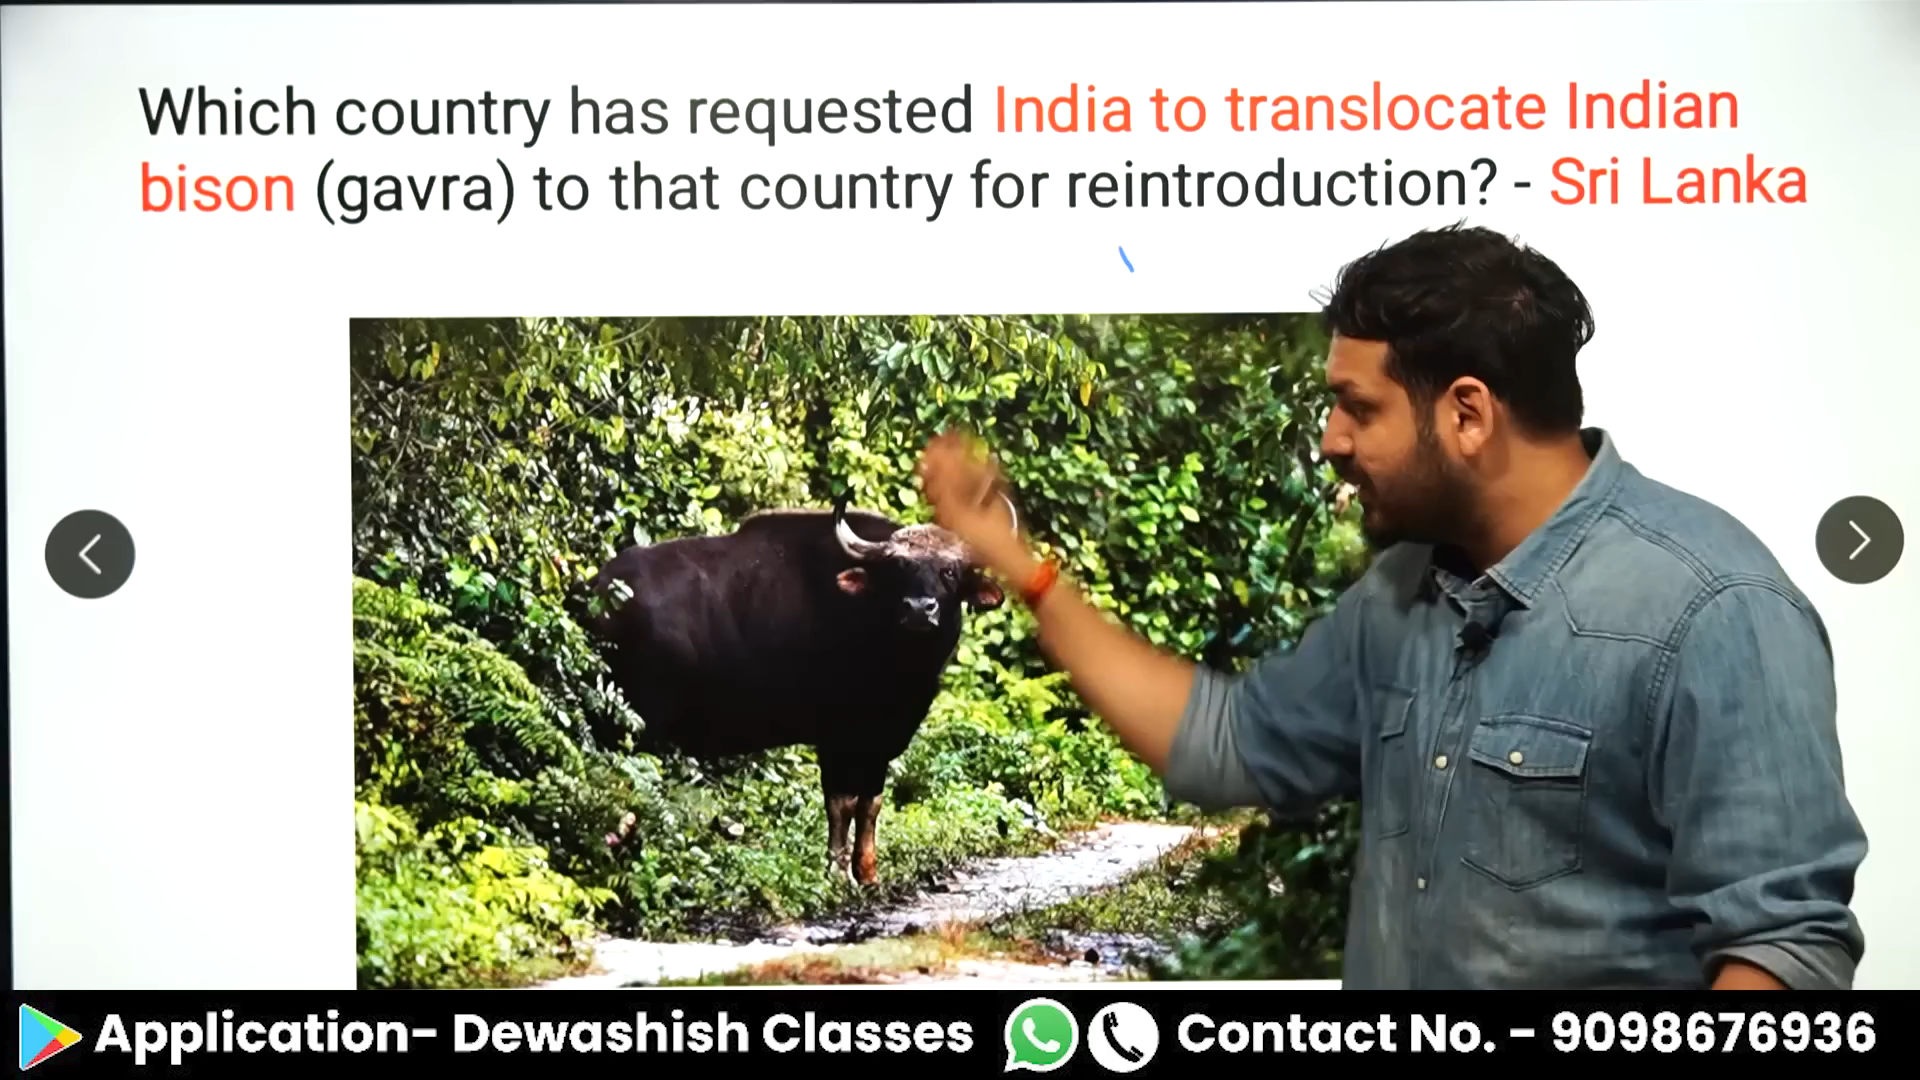 Which country has requested India to translocate Indian
bison (gavra) to that country for reintroduction? - Sri Lanka
Application- Dewashish Classes
Contact No. - 9098676936